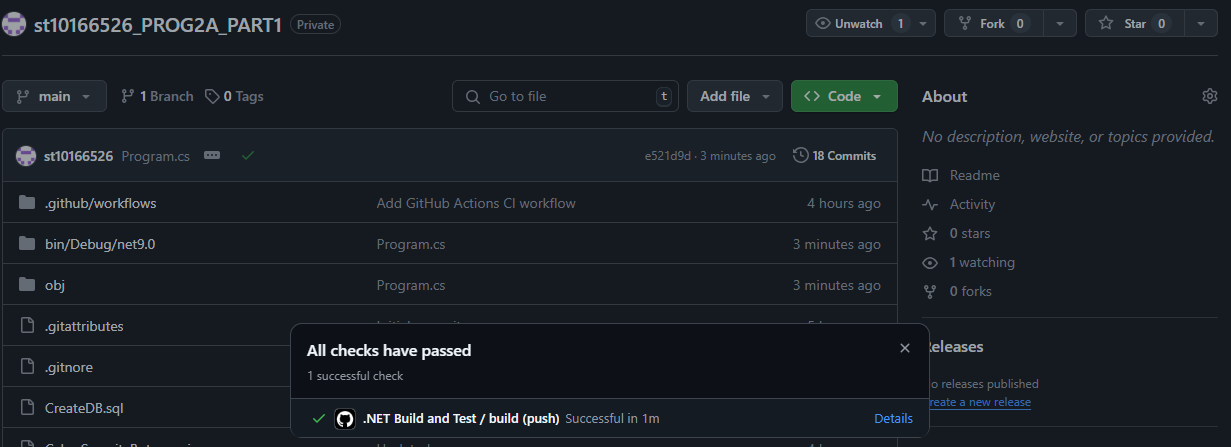 st10166526_PROG2A_PART1 Private
Unwatch 1 Fork 0 Star 0
main 1 Branch 0 Tags Go to file t Add file Code
st10166526 Program.cs e521d9d · 3 minutes ago 18 Commits
.github/workflows Add GitHub Actions CI workflow 4 hours ago
bin/Debug/net9.0 Program.cs 3 minutes ago
obj Program.cs 3 minutes ago
.gitattributes
.gitnore
CreateDB.sql
All checks have passed
1 successful check
.NET Build and Test / build (push) Successful in 1m Details
About
No description, website, or topics provided.
Readme
Activity
0 stars
1 watching
0 forks
Releases
no releases published
Create a new release